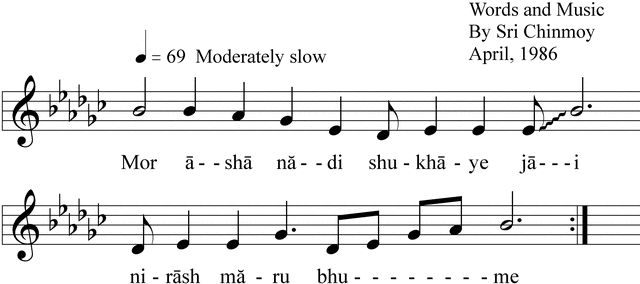 Words and Music
By Sri Chinmoy
April, 1986
= 69 Moderately slow
Mor ā - - shā nă - - di shu - khā - ye jā - - - i
ni - rāsh mă - ru bhu - - - - - - - - me